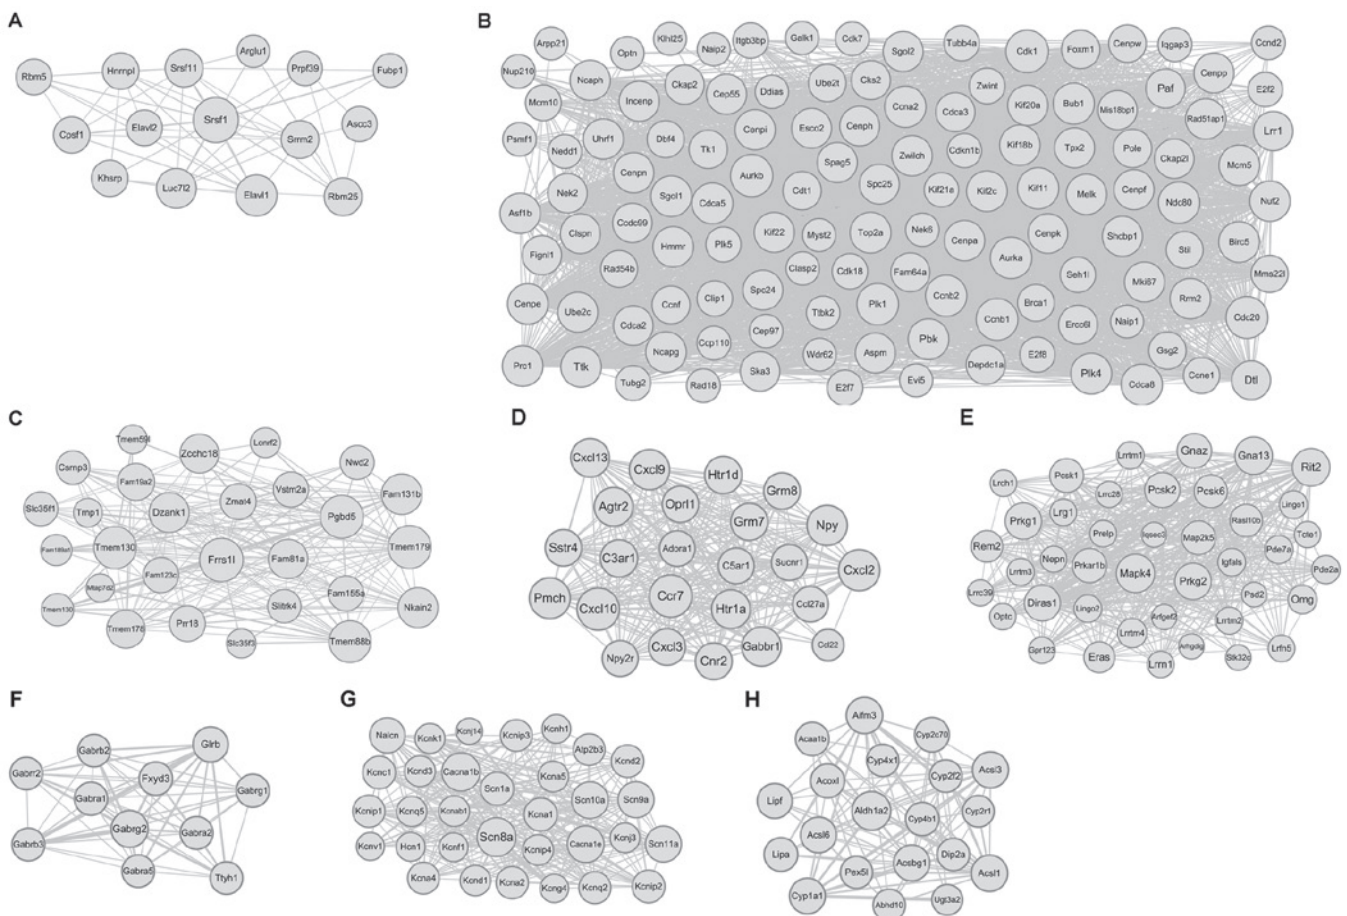 A
Rbm5
Hnrnpl
Srsf11
Arglu1
Prpf39
Fubp1
Cpsf1
Elavl2
Srsf1
Srrm2
Ascc3
Khsrp
Luc7l2
Elavl1
Rbm25
B
Arpp21
Optn
Klhl25
Naip2
Itgb3bp
Cdk7
Sgol2
Tubb4a
Cdk1
Foxm1
Cenpw
Iqgap3
Ccnd2
Nup210
Ncaph
Ckap2
Cep55
Ddias
Ube2t
Cks2
Zwint
Paf
Cenpp
E2f2
Mcm10
Incenp
Ccna2
Cdca3
Kif20a
Bub1
Mis18bp1
Rad51ap1
Lrr1
Psmf1
Nedd1
Uhrf1
Dbf4
Tk1
Cenpi
Esco2
Cenph
Zwilch
Cdkn1b
Kif18b
Tpx2
Pole
Ckap2l
Mcm5
Nek2
Cenpn
Sgol1
Cdca5
Aurkb
Cdt1
Spag5
Spc25
Kif21a
Kif2c
Kif11
Melk
Cenpf
Ndc80
Nuf2
Asf1b
Clspn
Ccdc99
Hmmr
Plk5
Kif22
Myst2
Top2a
Nek6
Cenpa
Cenpk
Shcbp1
Stil
Birc5
Fignl1
Rad54b
Clasp2
Cdk18
Fam64a
Aurka
Seh1l
Mki67
Mms22l
Cenpe
Ube2c
Ccnf
Clip1
Spc24
Ttbk2
Plk1
Ccnb2
Ccnb1
Brca1
Ercc6l
Naip1
Rrm2
Cdc20
Cdca2
Ncapg
Ccp110
Cep97
Wdr62
Aspm
Pbk
Depdc1a
E2f8
Gsg2
Prc1
Ttk
Tubg2
Rad18
Ska3
E2f7
Evi5
Plk4
Cdca8
Ccne1
Dtl
C
Tmem59l
Zcchc18
Lonrf2
Nwd2
Csrnp3
Fam19a2
Zmat4
Vstm2a
Fam131b
Slc35f1
Dzank1
Pgbd5
Tmem130
Frrs1l
Fam81a
Tmem179
Fam123c
Mtap7d2
Fam155a
Tmem130
Tmem178
Prr18
Slitrk4
Nkain2
Slc35f3
Tmem88b
D
Cxcl13
Cxcl9
Htr1d
Grm8
Agtr2
Oprl1
Grm7
Npy
Sstr4
C3ar1
Adora1
C5ar1
Sucnr1
Cxcl2
Pmch
Cxcl10
Ccr7
Htr1a
Ccl27a
Npy2r
Cxcl3
Cnr2
Gabbr1
Cd22
E
Lrrtm1
Gnaz
Gna13
Rit2
Lrch1
Pcsk1
Lrrc28
Pcsk2
Pcsk6
Lingo1
Prkg1
Lrg1
Rasl10b
Tcte1
Rem2
Nepn
Prelp
Iqsec3
Map2k5
Pde7a
Lrrtm3
Prkar1b
Mapk4
Prkg2
Igfals
Pde2a
Lrrc39
Diras1
Lingo2
Arfgef2
Psd2
Omg
Optc
Lrrtm4
Lrrtm2
Gpr123
Eras
Lrrn1
Arhgdig
Stk32c
Lrfn5
F
Gabrb2
Glrb
Gabrr2
Fxyd3
Gabrg1
Gabra1
Gabrb3
Gabrg2
Gabra2
Gabra5
Ttyh1
G
Nalcn
Kcnk1
Kcnj14
Kcnip3
Kcnh1
Atp2b3
Kcnd2
Kcnc1
Kcnd3
Cacna1b
Scn1a
Kcna5
Scn10a
Scn9a
Kcnip1
Kcnq5
Kcnab1
Kcna1
Kcnv1
Hcn1
Kcnf1
Scn8a
Kcnip4
Cacna1e
Kcnj3
Scn11a
Kcna4
Kcnd1
Kcna2
Kcng4
Kcnq2
Kcnip2
H
Aifm3
Acaa1b
Cyp2c70
Cyp4x1
Acoxl
Cyp2f2
Acsl3
Lipf
Aldh1a2
Cyp4b1
Cyp2r1
Acsl6
Lipa
Pex5l
Acsbg1
Dip2a
Acsl1
Cyp1a1
Abhd10
Ugt3a2